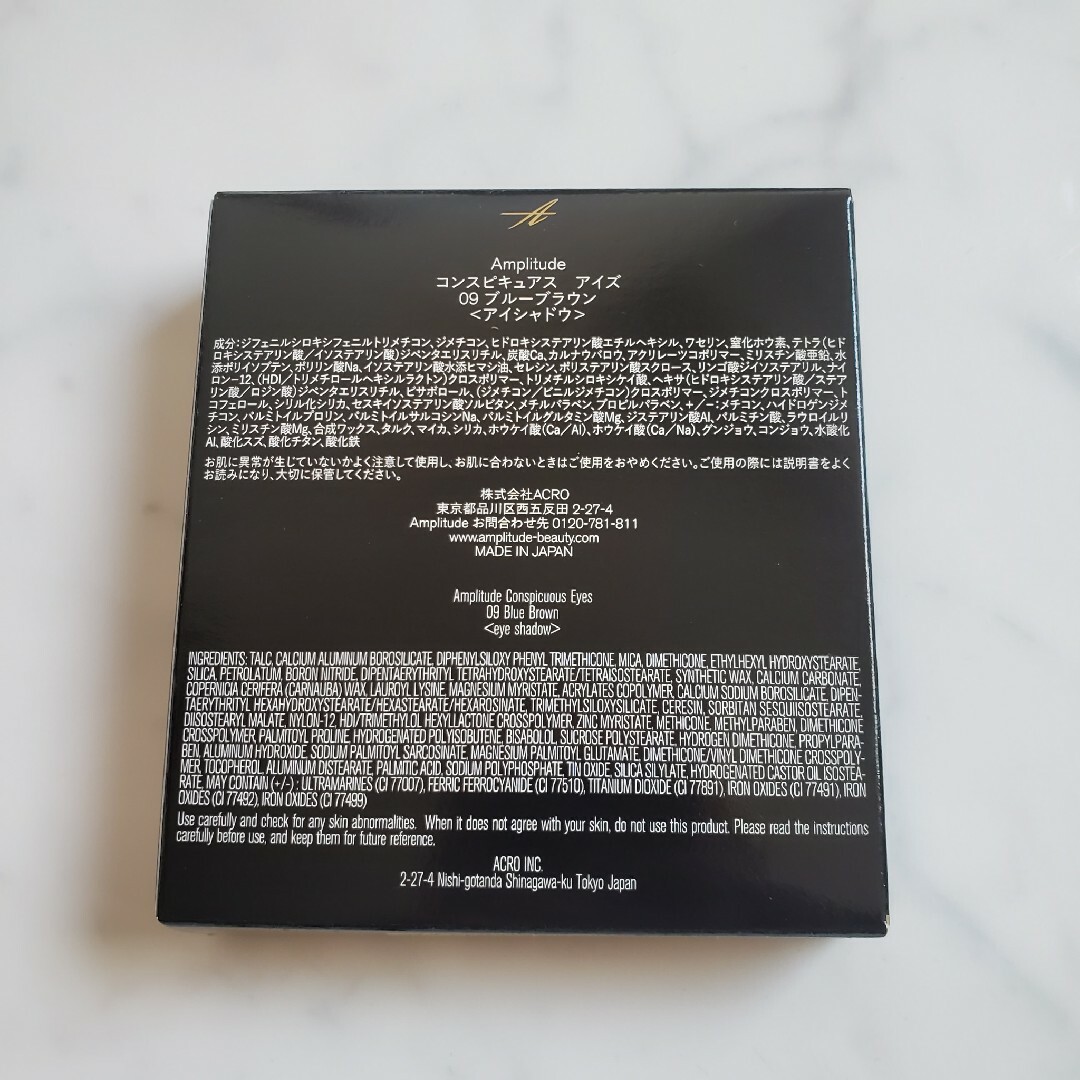 A
Amplitude
コンスピキュアス　アイズ
09 ブルーブラウン
<アイシャドウ>
成分:ジフェニルシロキシフェニルトリメチコン、ジメチコン、ヒドロキシステアリン酸エチルヘキシル、ワセリン、窒化ホウ素、テトラ(ヒド
ロキシステアリン酸/イソステアリン酸)ジペンタエリスリチル、炭酸Ca、カルナウバロウ、アクリレーツコポリマー、ミリスチン酸亜鉛、水
添ポリイソブテン、ポリリン酸Na、イソステアリン酸水添ヒマシ油、セレシン、ポリステアリン酸スクロース、リンゴ酸ジイソステアリル、ナイ
ロン-12、(HDI/トリメチロールヘキシルラクトン)クロスポリマー、トリメチルシロキシケイ酸、ヘキサ(ヒドロキシステアリン酸/ステア
リン酸/ロジン酸)ジペンタエリスリチル、ビサボロール、(ジメチコン/ビニルジメチコン)クロスポリマー、ジメチコンクロスポリマー、ト
コフェロール、シリル化シリカ、セスキイソステアリン酸ソルビタン、メチルパラベン、プロピルパラベン、+/-:メチコン、ハイドロゲンジメ
チコン、パルミトイルプロリン、パルミトイルサルコシンNa、パルミトイルグルタミン酸Mg、ジステアリン酸Al、パルミチン酸、ラウロイルリ
シン、ミリスチン酸Mg、合成ワックス、タルク、マイカ、シリカ、ホウケイ酸(Ca/Al)、ホウケイ酸(Ca/Na)、グンジョウ、コンジョウ、水酸化
Al、酸化スズ、酸化チタン、酸化鉄
お肌に異常が生じていないかよく注意して使用し、お肌に合わないときはご使用をおやめください。ご使用の際には説明書をよく
お読みになり、大切に保管してください。
株式会社ACRO
東京都品川区西五反田 2-27-4
Amplitude お問合わせ先 0120-781-811
www.amplitude-beauty.com
MADE IN JAPAN
Amplitude Conspicuous Eyes
09 Blue Brown
<eye shadow>
INGREDIENTS: TALC, CALCIUM ALUMINUM BOROSILICATE, DIPHENYLSILOXY PHENYL TRIMETHICONE, MICA, DIMETHICONE, ETHYLHEXYL HYDROXYSTEARATE,
SILICA, PETROLATUM, BORON NITRIDE, DIPENTAERYTHRITYL TETRAHYDROXYSTEARATE/TETRAISOSTEARATE, SYNTHETIC WAX, CALCIUM CARBONATE,
COPERNICIA CERIFERA (CARNAUBA) WAX, LAUROYL LYSINE, MAGNESIUM MYRISTATE, ACRYLATES COPOLYMER, CALCIUM SODIUM BOROSILICATE, DIPEN-
TAERYTHRITYL HEXAHYDROXYSTEARATE/HEXASTEARATE/HEXAROSINATE, TRIMETHYLSILOXYSILICATE, CERESIN, SORBITAN SESQUIISOSTEARATE,
DIISOSTEARYL MALATE, NYLON-12, HDI/TRIMETHYLOL HEXYLLACTONE CROSSPOLYMER, ZINC MYRISTATE, METHICONE, METHYLPARABEN, DIMETHICONE
CROSSPOLYMER, PALMITOYL PROLINE, HYDROGENATED POLYISOBUTENE, BISABOLOL, SUCROSE POLYSTEARATE, HYDROGEN DIMETHICONE, PROPYLPARA-
BEN, ALUMINUM HYDROXIDE, SODIUM PALMITOYL SARCOSINATE, MAGNESIUM PALMITOYL GLUTAMATE, DIMETHICONE/VINYL DIMETHICONE CROSSPOLY-
MER, TOCOPHEROL, ALUMINUM DISTEARATE, PALMITIC ACID, SODIUM POLYPHOSPHATE, TIN OXIDE, SILICA SILYLATE, HYDROGENATED CASTOR OIL ISOSTEA-
RATE, MAY CONTAIN (+/-) : ULTRAMARINES (CI 77007), FERRIC FERROCYANIDE (CI 77510), TITANIUM DIOXIDE (CI 77891), IRON OXIDES (CI 77491), IRON
OXIDES (CI 77492), IRON OXIDES (CI 77499)
Use carefully and check for any skin abnormalities. When it does not agree with your skin, do not use this product. Please read the instructions
carefully before use, and keep them for future reference.
ACRO INC.
2-27-4 Nishi-gotanda Shinagawa-ku Tokyo Japan